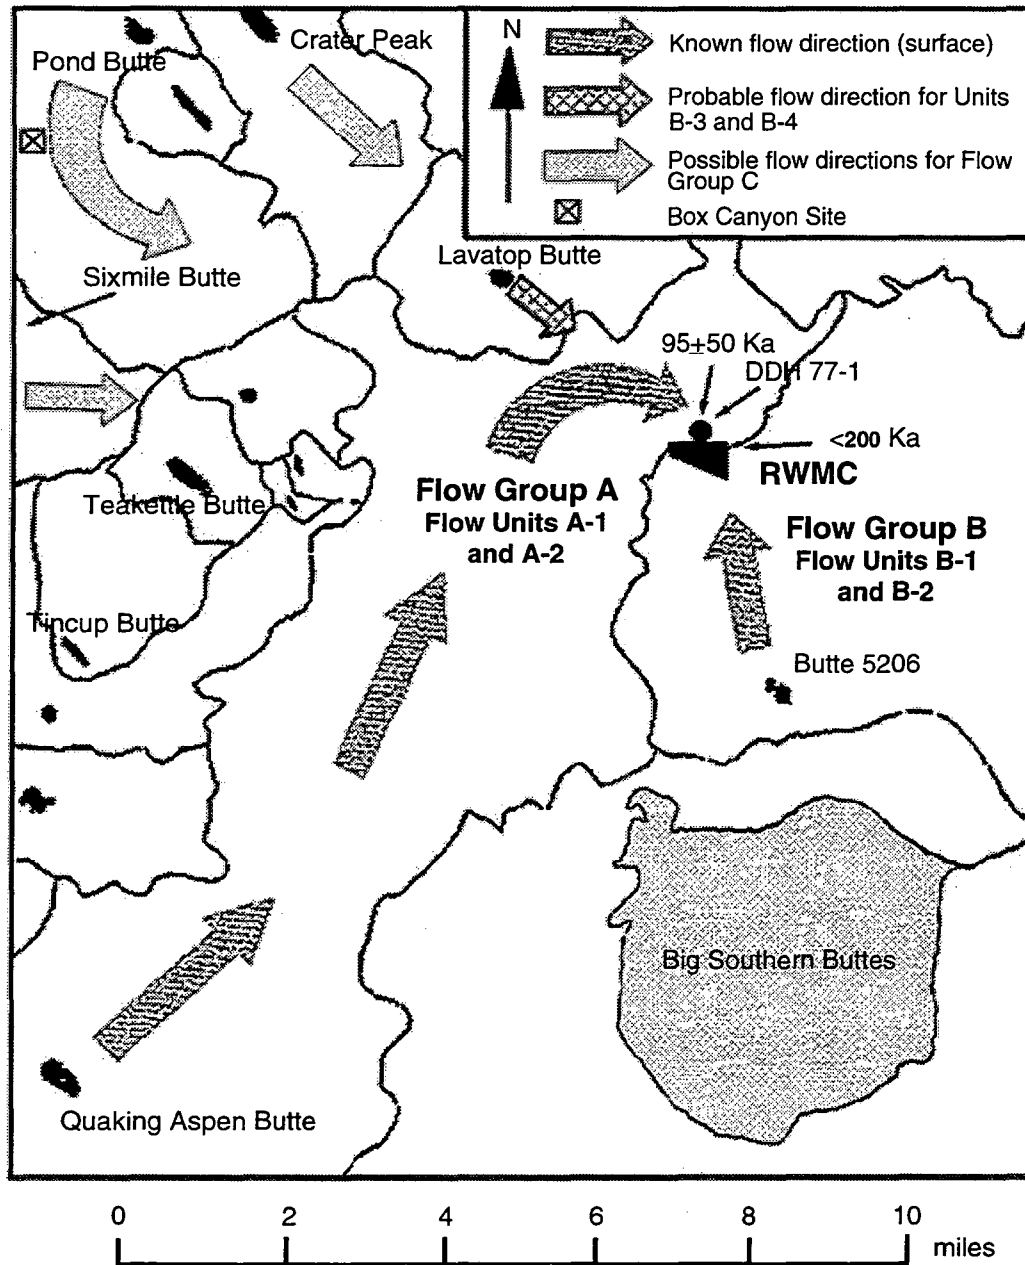 Crater Peak
Pond Butte
N
Known flow direction (surface)
Probable flow direction for Units
B-3 and B-4
Possible flow directions for Flow
Group C
Box Canyon Site
Lavatop Butte
Sixmile Butte
95±50 Ka
DDH 77-1
<200 Ka
RWMC
Flow Group A
Flow Units A-1
and A-2
Teakettle Butte
Flow Group B
Flow Units B-1
and B-2
Tincup Butte
Butte 5206
Big Southern Buttes
Quaking Aspen Butte
0 2 4 6 8 10
miles